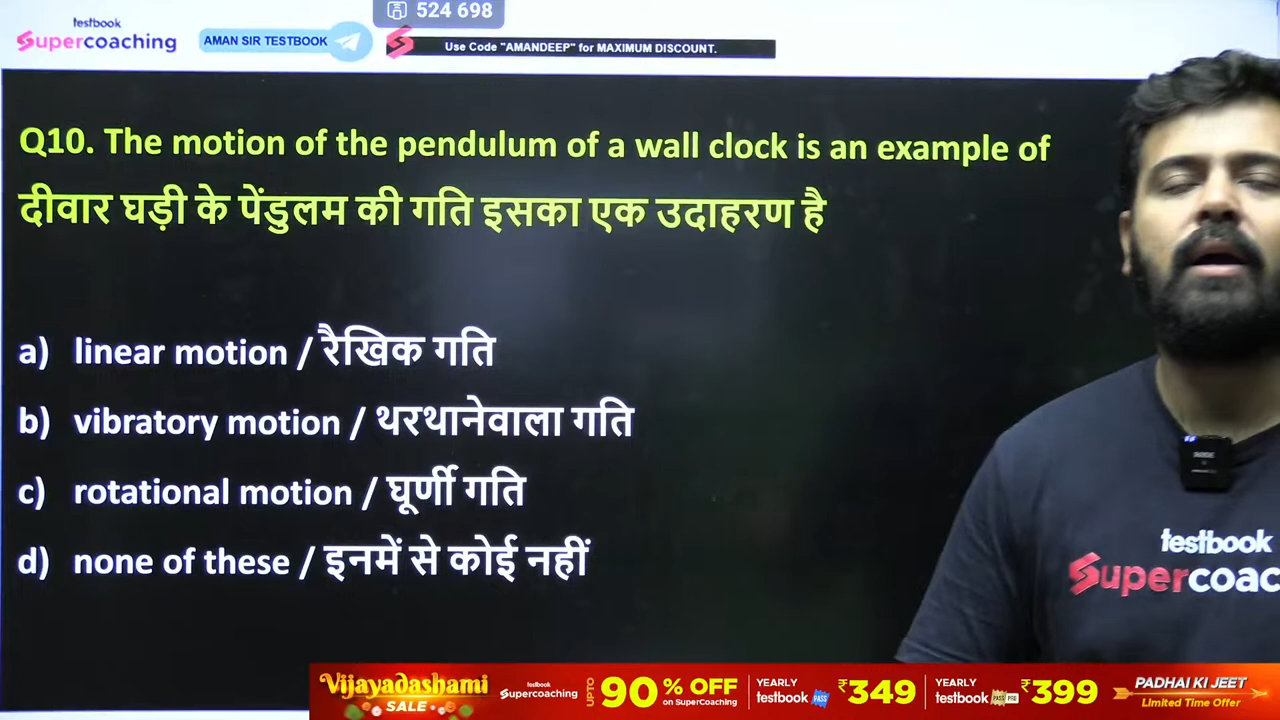 testbook
Supercoaching
AMAN SIR TESTBOOK
524 698
Use Code "AMANDEEP" for MAXIMUM DISCOUNT.
Q10. The motion of the pendulum of a wall clock is an example of
दीवार घड़ी के पेंडुलम की गति इसका एक उदाहरण है
a) linear motion / रैखिक गति
b) vibratory motion / थरथानेवाला गति
c) rotational motion / घूर्णी गति
d) none of these / इनमें से कोई नहीं
testbook
Supercoac
Vijayadashami
SALE
testbook
Supercoaching
UPTO 90% OFF
on SuperCoaching
YEARLY
testbook PASS
₹349
YEARLY
testbook PASS PRO
₹399
PADHAI KI JEET
Limited Time Offer